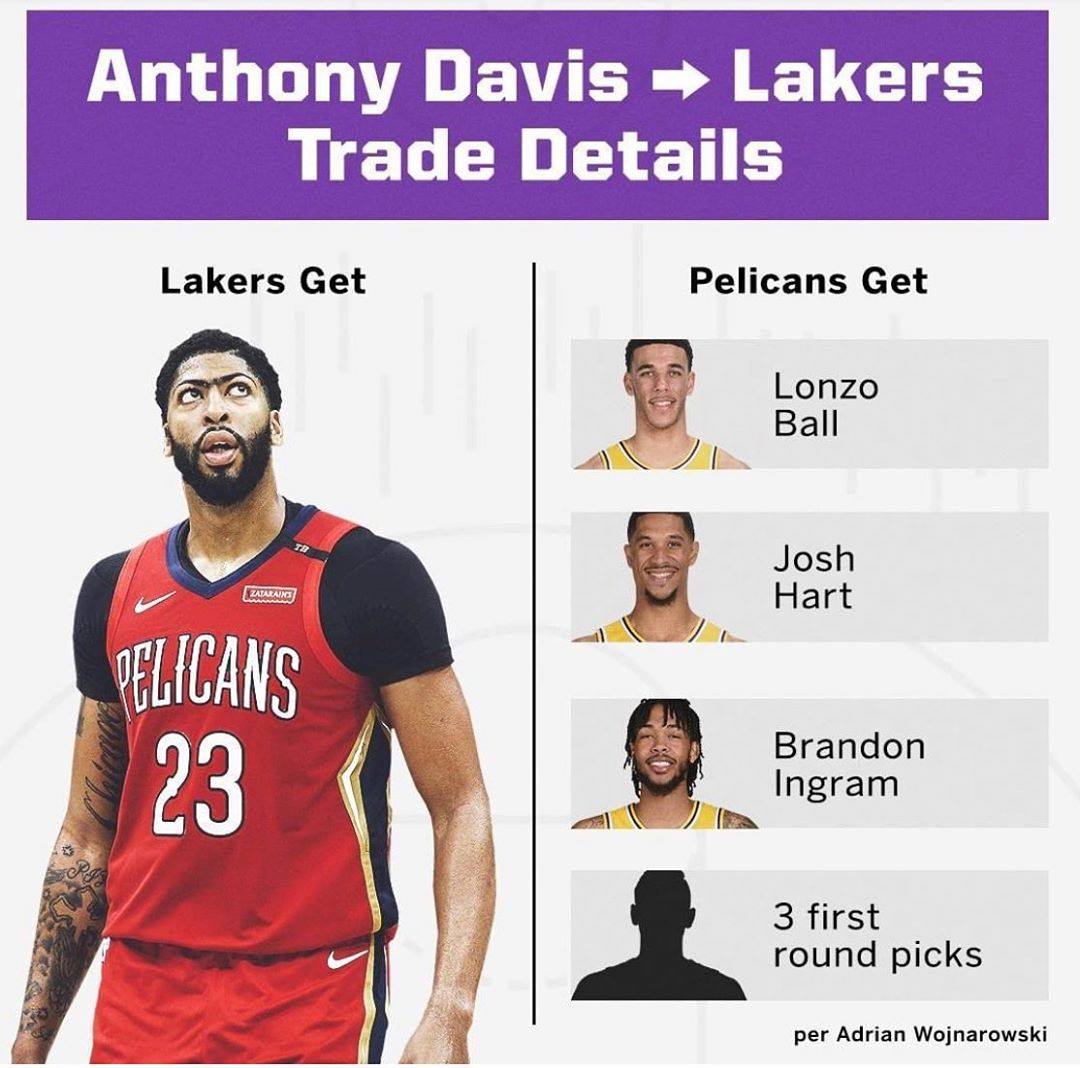 Anthony Davis → Lakers
Trade Details
Lakers Get
Pelicans Get
TB
ZATARAIN'S
PELICANS
23
Lonzo
Ball
Josh
Hart
Brandon
Ingram
3 first
round picks
per Adrian Wojnarowski